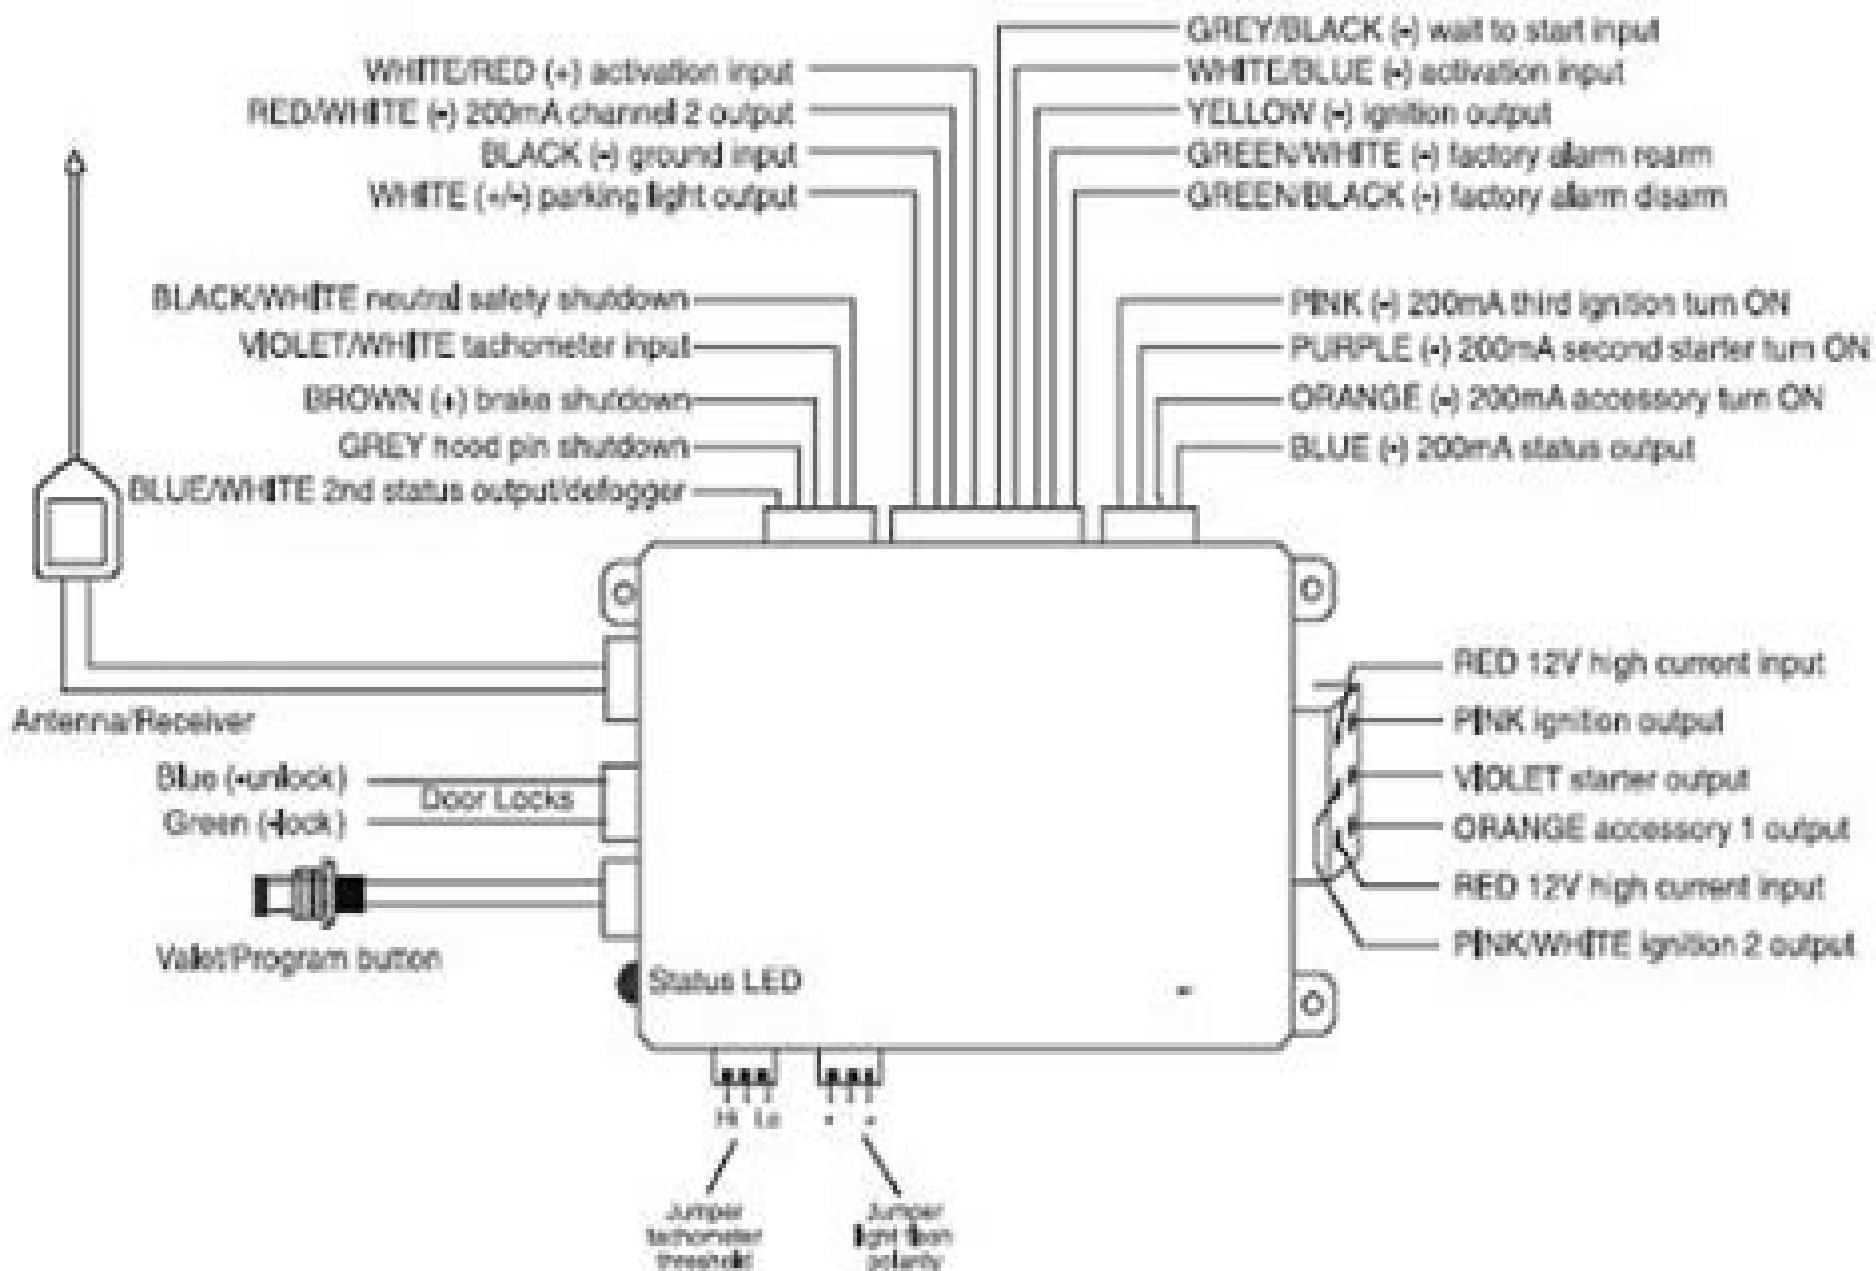 GREY/BLACK (-) wait to start input
WHITE/RED (+) activation input
WHITE/BLUE (-) activation input
RED/WHITE (-) 200mA channel 2 output
YELLOW (-) ignition output
BLACK (-) ground input
GREEN/WHITE (-) factory alarm rearm
WHITE (+/-) parking light output
GREEN/BLACK (-) factory alarm disarm
BLACK/WHITE neutral safety shutdown
PINK (-) 200mA third ignition turn ON
VIOLET/WHITE tachometer input
PURPLE (-) 200mA second starter turn ON
BROWN (+) brake shutdown
ORANGE (-) 200mA accessory turn ON
GREY hood pin shutdown
BLUE (-) 200mA status output
BLUE/WHITE 2nd status output/defogger
RED 12V high current input
Antenna/Receiver
PINK ignition output
Blue (-unlock)
VIOLET starter output
Door Locks
Green (-lock)
ORANGE accessory 1 output
RED 12V high current input
PINK/WHITE ignition 2 output
Valet/Program button
Status LED
Hi Lo
Jumper
tachometer
threshold
Jumper
light flash
polarity